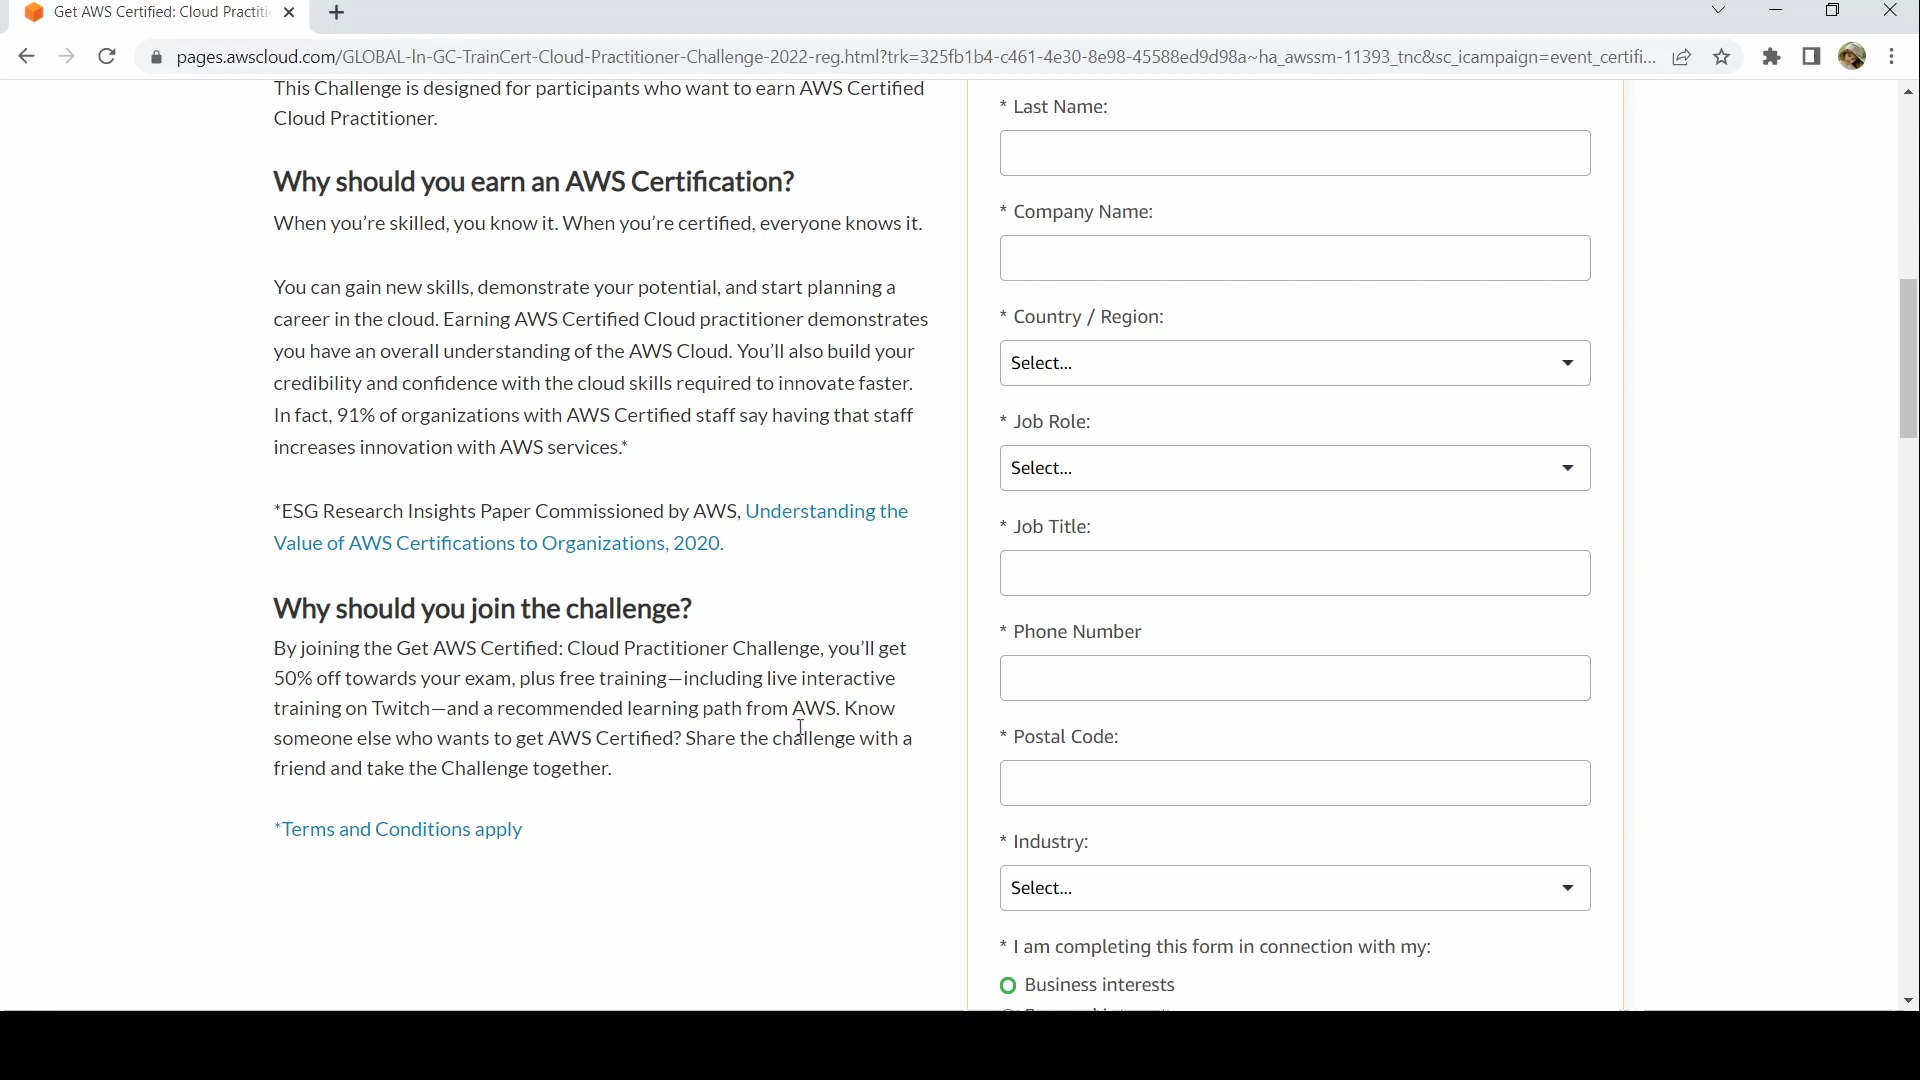 Get AWS Certified: Cloud Practiti
pages.awscloud.com/GLOBAL-ln-GC-TrainCert-Cloud-Practitioner-Challenge-2022-reg.html?trk=325fb1b4-c461-4e30-8e98-45588ed9d98a~ha_awssm-11393_tnc&sc_icampaign=event_certifi...
This Challenge is designed for participants who want to earn AWS Certified
Cloud Practitioner.
Why should you earn an AWS Certification?
When you’re skilled, you know it. When you’re certified, everyone knows it.
You can gain new skills, demonstrate your potential, and start planning a
career in the cloud. Earning AWS Certified Cloud practitioner demonstrates
you have an overall understanding of the AWS Cloud. You’ll also build your
credibility and confidence with the cloud skills required to innovate faster.
In fact, 91% of organizations with AWS Certified staff say having that staff
increases innovation with AWS services.*
*ESG Research Insights Paper Commissioned by AWS, Understanding the
Value of AWS Certifications to Organizations, 2020.
Why should you join the challenge?
By joining the Get AWS Certified: Cloud Practitioner Challenge, you’ll get
50% off towards your exam, plus free training—including live interactive
training on Twitch—and a recommended learning path from AWS. Know
someone else who wants to get AWS Certified? Share the challenge with a
friend and take the Challenge together.
*Terms and Conditions apply
* Last Name:
* Company Name:
* Country / Region:
Select...
* Job Role:
Select...
* Job Title:
* Phone Number
* Postal Code:
* Industry:
Select...
* I am completing this form in connection with my:
Business interests